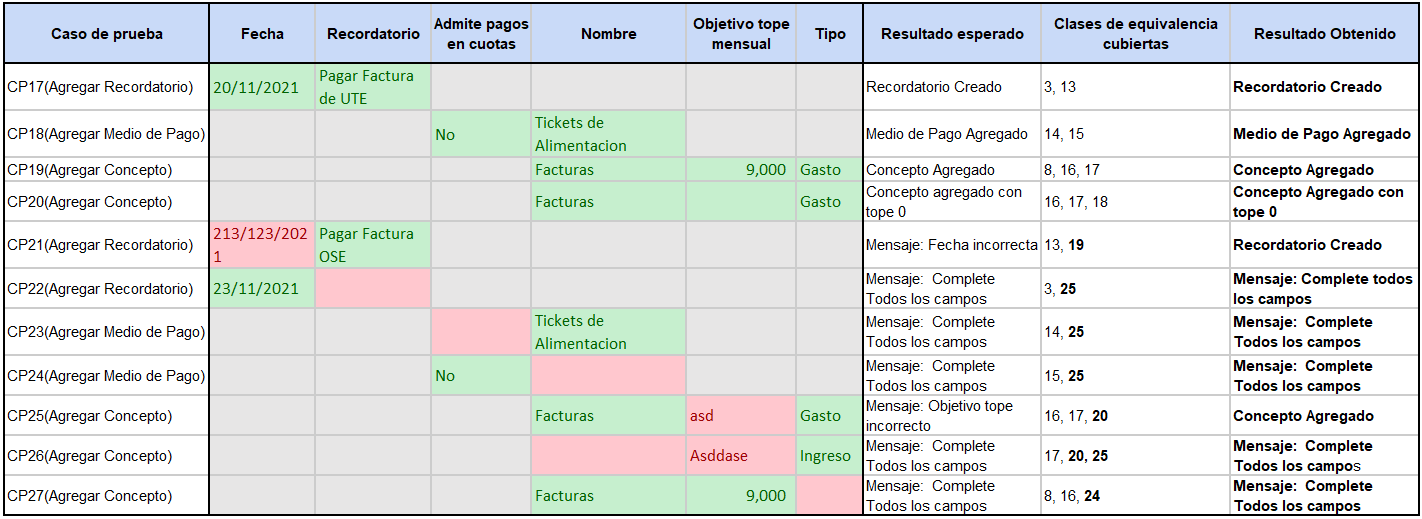 Caso de prueba Fecha Recordatorio Admite pagos en cuotas Nombre Objetivo tope mensual Tipo Resultado esperado Clases de equivalencia cubiertas Resultado Obtenido
CP17(Agregar Recordatorio) 20/11/2021 Pagar Factura de UTE Recordatorio Creado 3, 13 Recordatorio Creado
CP18(Agregar Medio de Pago) No Tickets de Alimentacion Medio de Pago Agregado 14, 15 Medio de Pago Agregado
CP19(Agregar Concepto) Facturas 9,000 Gasto Concepto Agregado 8, 16, 17 Concepto Agregado
CP20(Agregar Concepto) Facturas Gasto Concepto agregado con tope 0 16, 17, 18 Concepto Agregado con tope 0
CP21(Agregar Recordatorio) 213/123/2021 Pagar Factura OSE Mensaje: Fecha incorrecta 13, 19 Recordatorio Creado
CP22(Agregar Recordatorio) 23/11/2021 Mensaje: Complete Todos los campos 3, 25 Mensaje: Complete todos los campos
CP23(Agregar Medio de Pago) Tickets de Alimentacion Mensaje: Complete Todos los campos 14, 25 Mensaje: Complete Todos los campos
CP24(Agregar Medio de Pago) No Mensaje: Complete Todos los campos 15, 25 Mensaje: Complete Todos los campos
CP25(Agregar Concepto) Facturas asd Gasto Mensaje: Objetivo tope incorrecto 16, 17, 20 Concepto Agregado
CP26(Agregar Concepto) Asddase Ingreso Mensaje: Complete Todos los campos 17, 20, 25 Mensaje: Complete Todos los campos
CP27(Agregar Concepto) Facturas 9,000 Mensaje: Complete Todos los campos 8, 16, 24 Mensaje: Complete Todos los campos